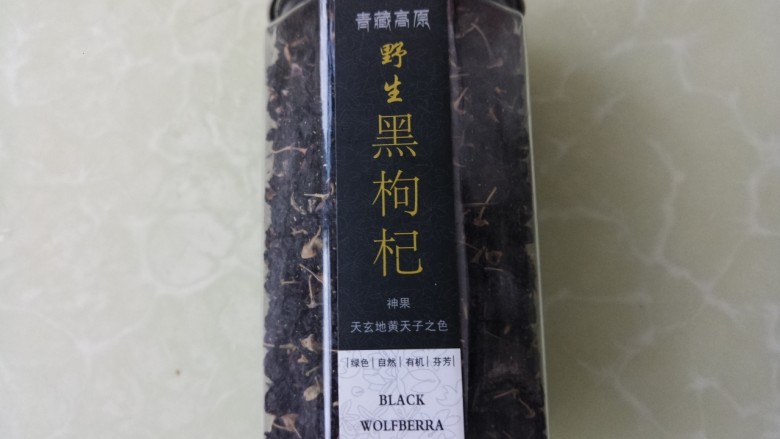 青藏高原
野生
黑枸杞
神果
天玄地黄天子之色
|绿色|自然|有机|芬芳|
BLACK
WOLFBERRA